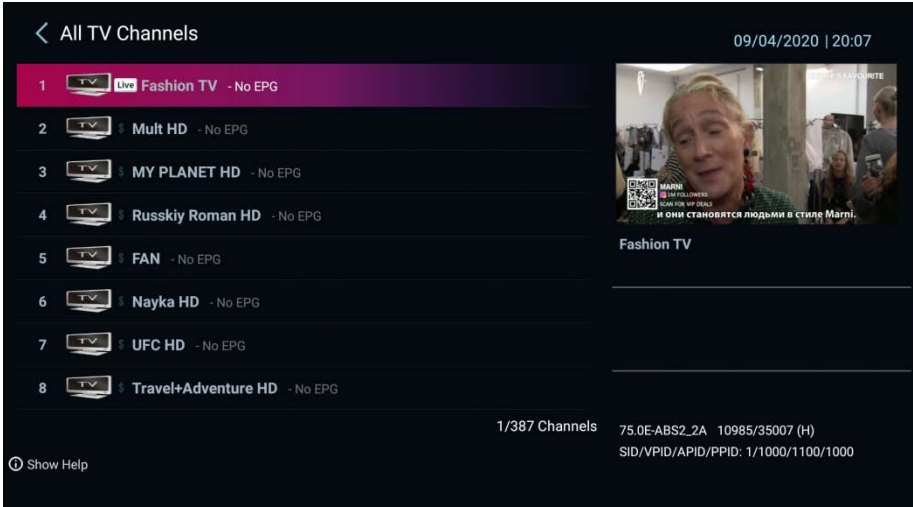 All TV Channels
09/04/2020 | 20:07
1 TV Live Fashion TV - No EPG
2 TV $ Mult HD - No EPG
3 TV $ MY PLANET HD - No EPG
4 TV $ Russkiy Roman HD - No EPG
5 TV $ FAN - No EPG
6 TV $ Nayka HD - No EPG
7 TV $ UFC HD - No EPG
8 TV $ Travel+Adventure HD - No EPG
1/387 Channels
Show Help
FAVOURITE
MARNI
1M FOLLOWERS
SCAN FOR VIP DEALS
и они становятся людьми в стиле Marni.
Fashion TV
75.0E-ABS2_2A 10985/35007 (H)
SID/VPID/APID/PPID: 1/1000/1100/1000